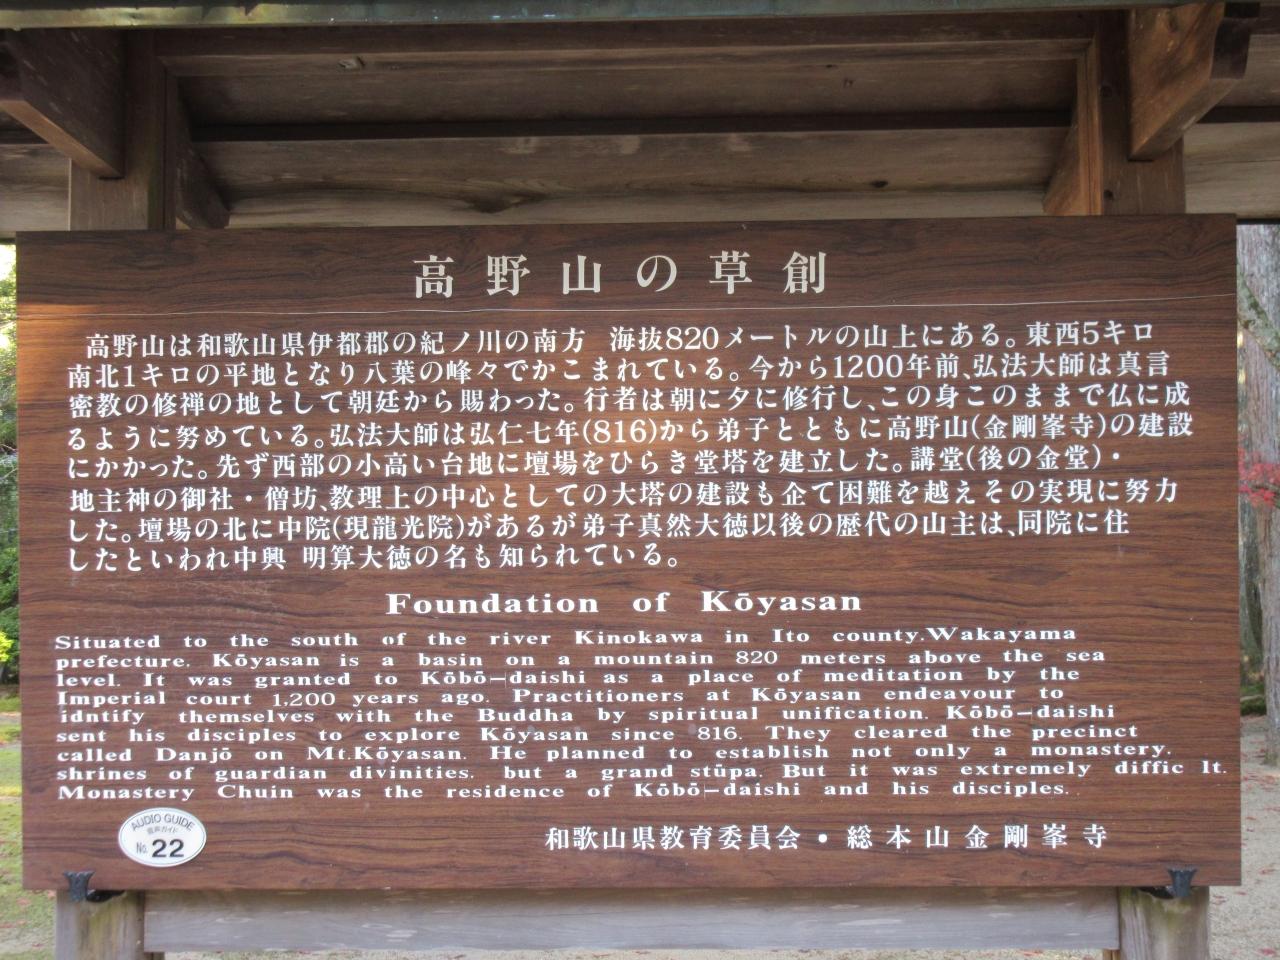 高野山の草創
高野山は和歌山県伊都郡の紀ノ川の南方　海抜820メートルの山上にある。東西5キロ
南北1キロの平地となり八葉の峰々でかこまれている。今から1200年前、弘法大師は真言
密教の修禅の地として朝廷から賜わった。行者は朝に夕に修行し、この身このままで仏に成
るように努めている。弘法大師は弘仁七年(816)から弟子とともに高野山(金剛峯寺)の建設
にかかった。先ず西部の小高い台地に壇場をひらき堂塔を建立した。講堂(後の金堂)・
地主神の御社・僧坊、教理上の中心としての大塔の建設も企て困難を越えその実現に努力
した。壇場の北に中院(現龍光院)があるが弟子真然大徳以後の歴代の山主は、同院に住
したといわれ中興 明算大徳の名も知られている。
Foundation of Kōyasan
Situated to the south of the river Kinokawa in Ito county.Wakayama
prefecture. Kōyasan is a basin on a mountain 820 meters above the sea
level. It was granted to Kōbō-daishi as a place of meditation by the
Imperial court 1,200 years ago. Practitioners at Kōyasan endeavour to
idntify themselves with the Buddha by spiritual unification. Kōbō-daishi
sent his disciples to explore Kōyasan since 816. They cleared the precinct
called Danjō on Mt.Kōyasan. He planned to establish not only a monastery.
shrines of guardian divinities. but a grand stūpa. But it was extremely diffic lt.
Monastery Chuin was the residence of Kōbō-daishi and his disciples.
AUDIO GUIDE
音声ガイド
No. 22
和歌山県教育委員会・総本山金剛峯寺